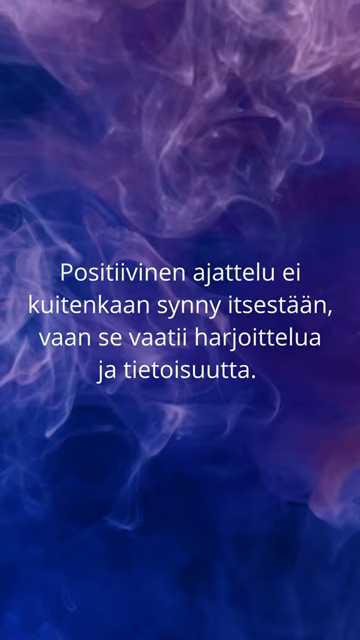 Positiivinen ajattelu ei
kuitenkaan synny itsestään,
vaan se vaatii harjoittelua
ja tietoisuutta.